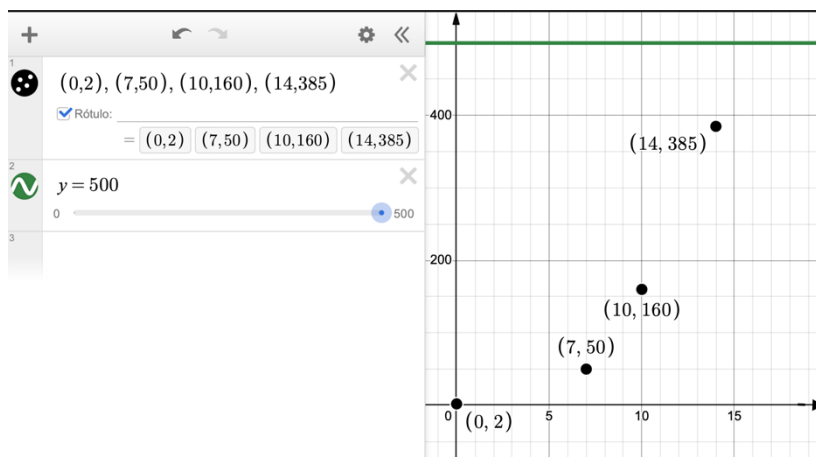 1
(0,2), (7,50), (10,160), (14,385)
Rótulo:
= (0,2) (7,50) (10,160) (14,385)
2
y = 500
0 500
3
400
(14, 385)
200
(10, 160)
(7, 50)
0 5 10 15
(0, 2)